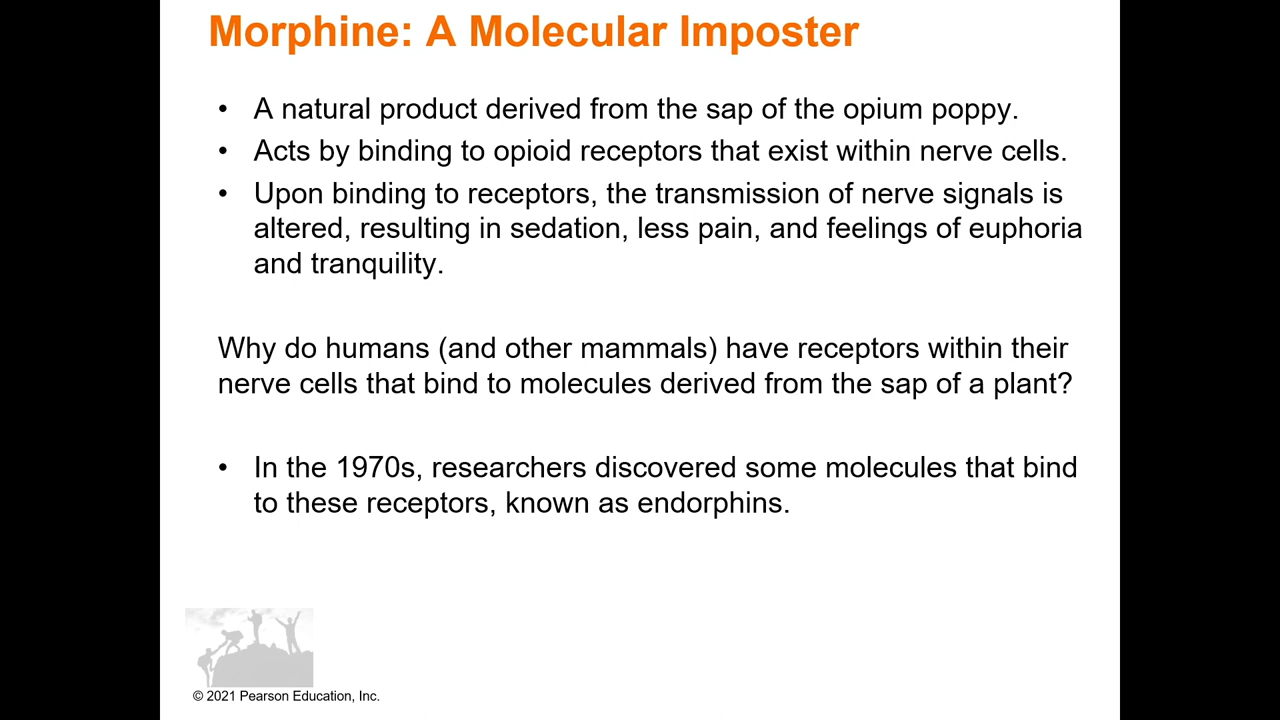 Morphine: A Molecular Imposter
• A natural product derived from the sap of the opium poppy.
• Acts by binding to opioid receptors that exist within nerve cells.
• Upon binding to receptors, the transmission of nerve signals is
altered, resulting in sedation, less pain, and feelings of euphoria
and tranquility.
Why do humans (and other mammals) have receptors within their
nerve cells that bind to molecules derived from the sap of a plant?
• In the 1970s, researchers discovered some molecules that bind
to these receptors, known as endorphins.
© 2021 Pearson Education, Inc.